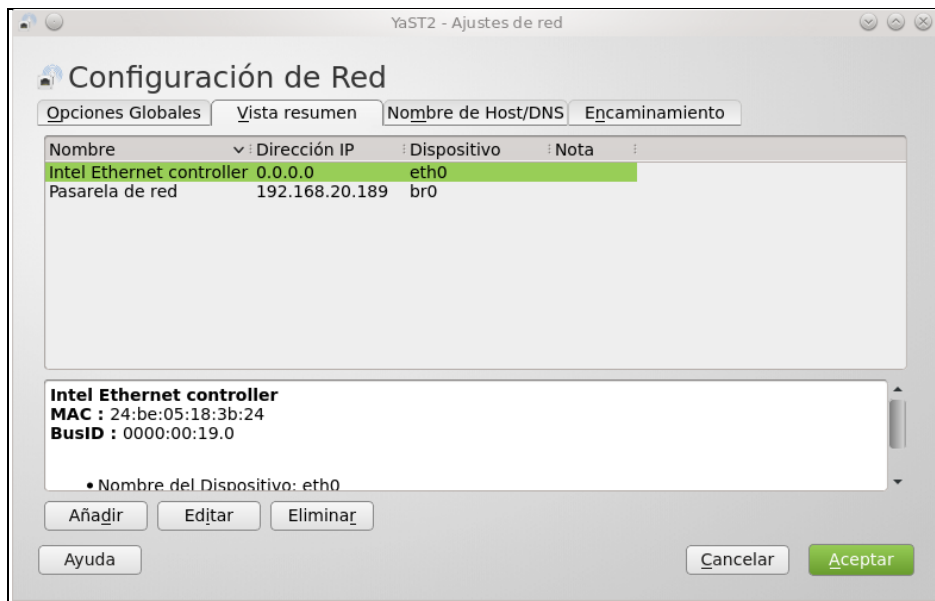 YaST2 - Ajustes de red
Configuración de Red
Opciones Globales Vista resumen Nombre de Host/DNS Encaminamiento
Nombre Dirección IP Dispositivo Nota
Intel Ethernet controller 0.0.0.0 eth0
Pasarela de red 192.168.20.189 br0
Intel Ethernet controller
MAC : 24:be:05:18:3b:24
BusID : 0000:00:19.0
• Nombre del Dispositivo: eth0
Añadir Editar Eliminar
Ayuda Cancelar Aceptar